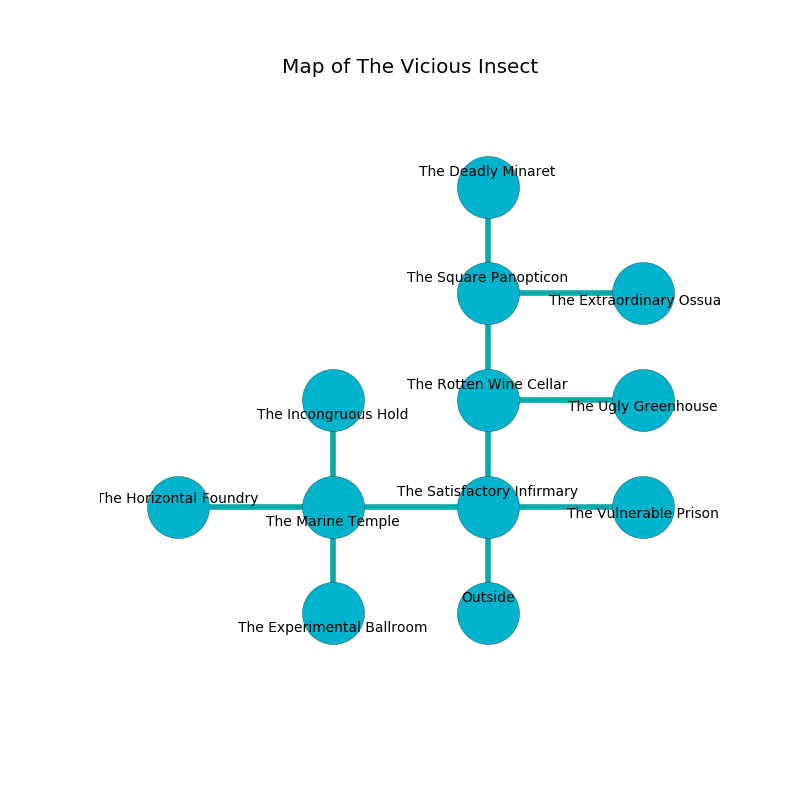 Map of The Vicious Insect
The Deadly Minaret
The Square Panopticon
The Extraordinary Ossua
The Rotten Wine Cellar
The Ugly Greenhouse
The Incongruous Hold
The Satisfactory Infirmary
The Horizontal Foundry
The Vulnerable Prison
The Marine Temple
Outside
The Experimental Ballroom